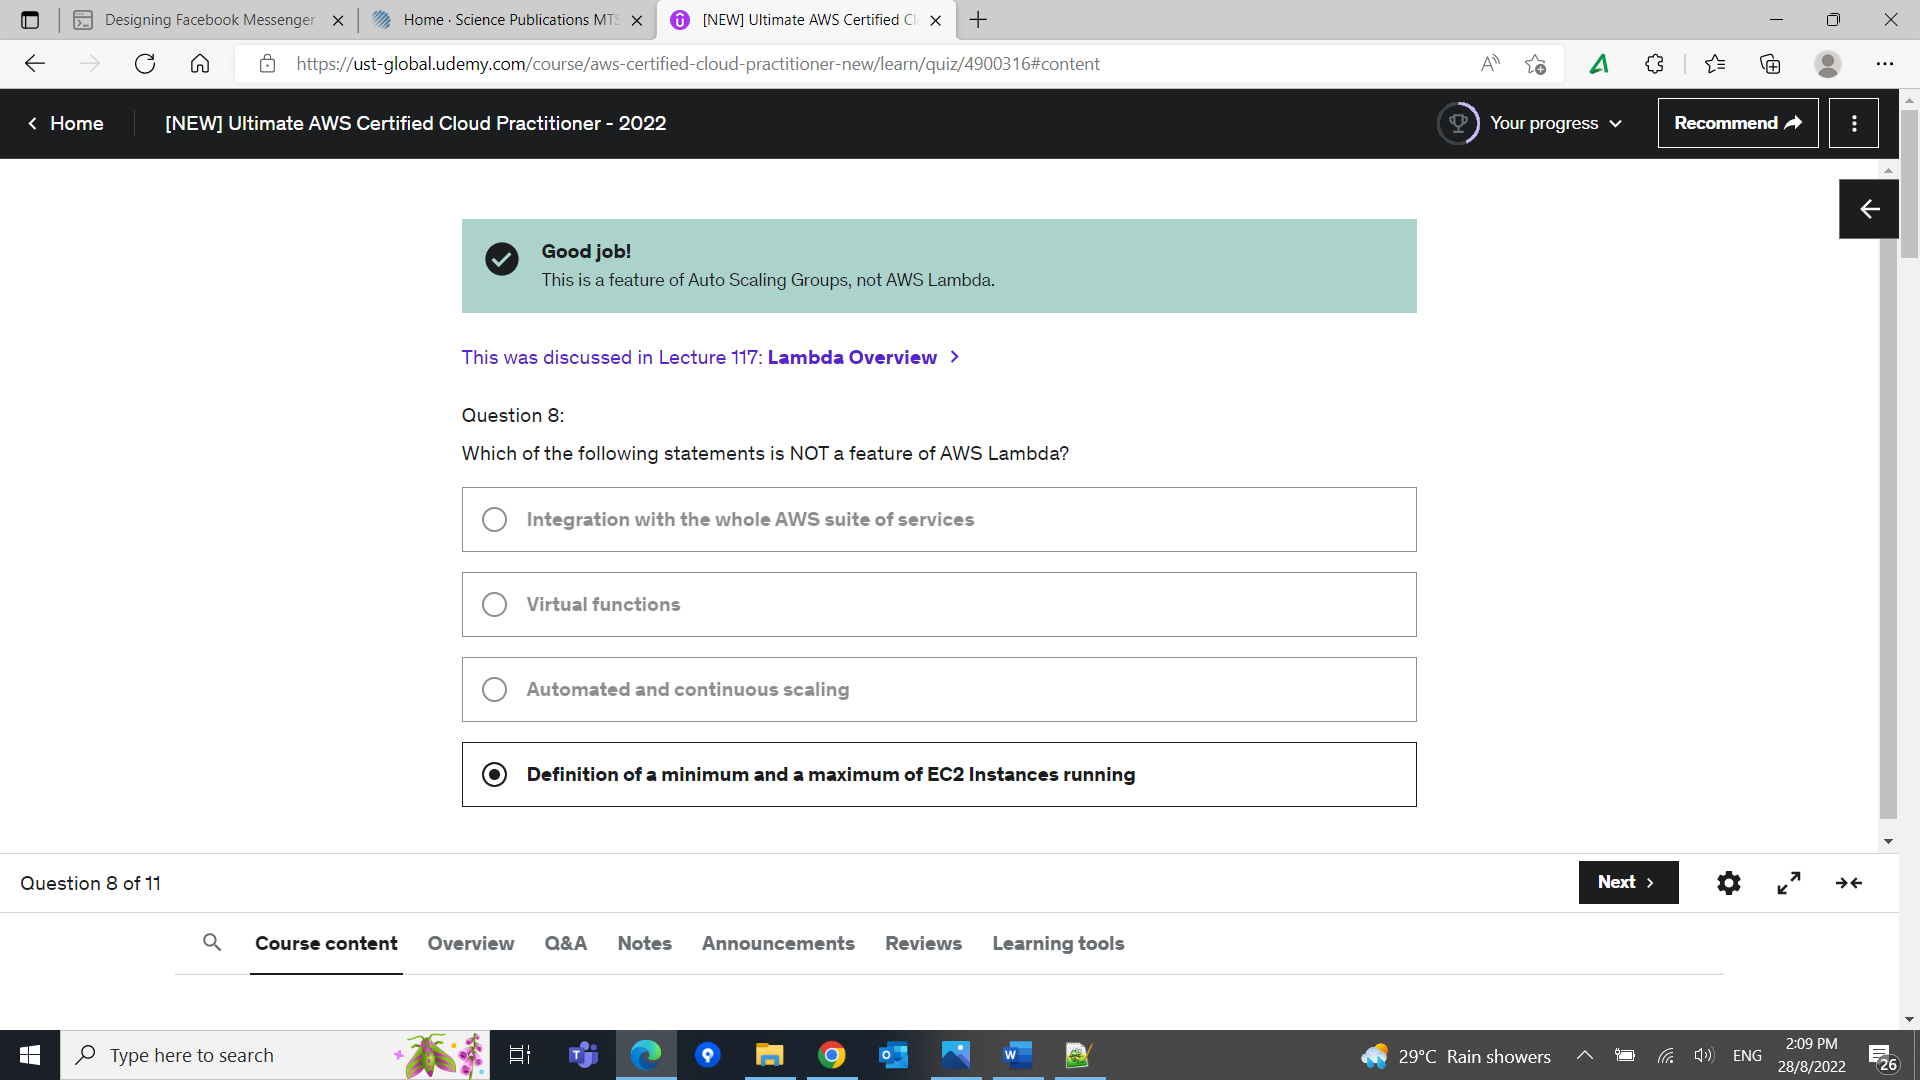 Designing Facebook Messenger
Home · Science Publications MTS
[NEW] Ultimate AWS Certified Cl
https://ust-global.udemy.com/course/aws-certified-cloud-practitioner-new/learn/quiz/4900316#content
Home
[NEW] Ultimate AWS Certified Cloud Practitioner - 2022
Your progress
Recommend
Good job!
This is a feature of Auto Scaling Groups, not AWS Lambda.
This was discussed in Lecture 117: Lambda Overview
Question 8:
Which of the following statements is NOT a feature of AWS Lambda?
Integration with the whole AWS suite of services
Virtual functions
Automated and continuous scaling
Definition of a minimum and a maximum of EC2 Instances running
Question 8 of 11
Next
Course content Overview Q&A Notes Announcements Reviews Learning tools
Type here to search
29°C Rain showers
ENG
2:09 PM
28/8/2022
26